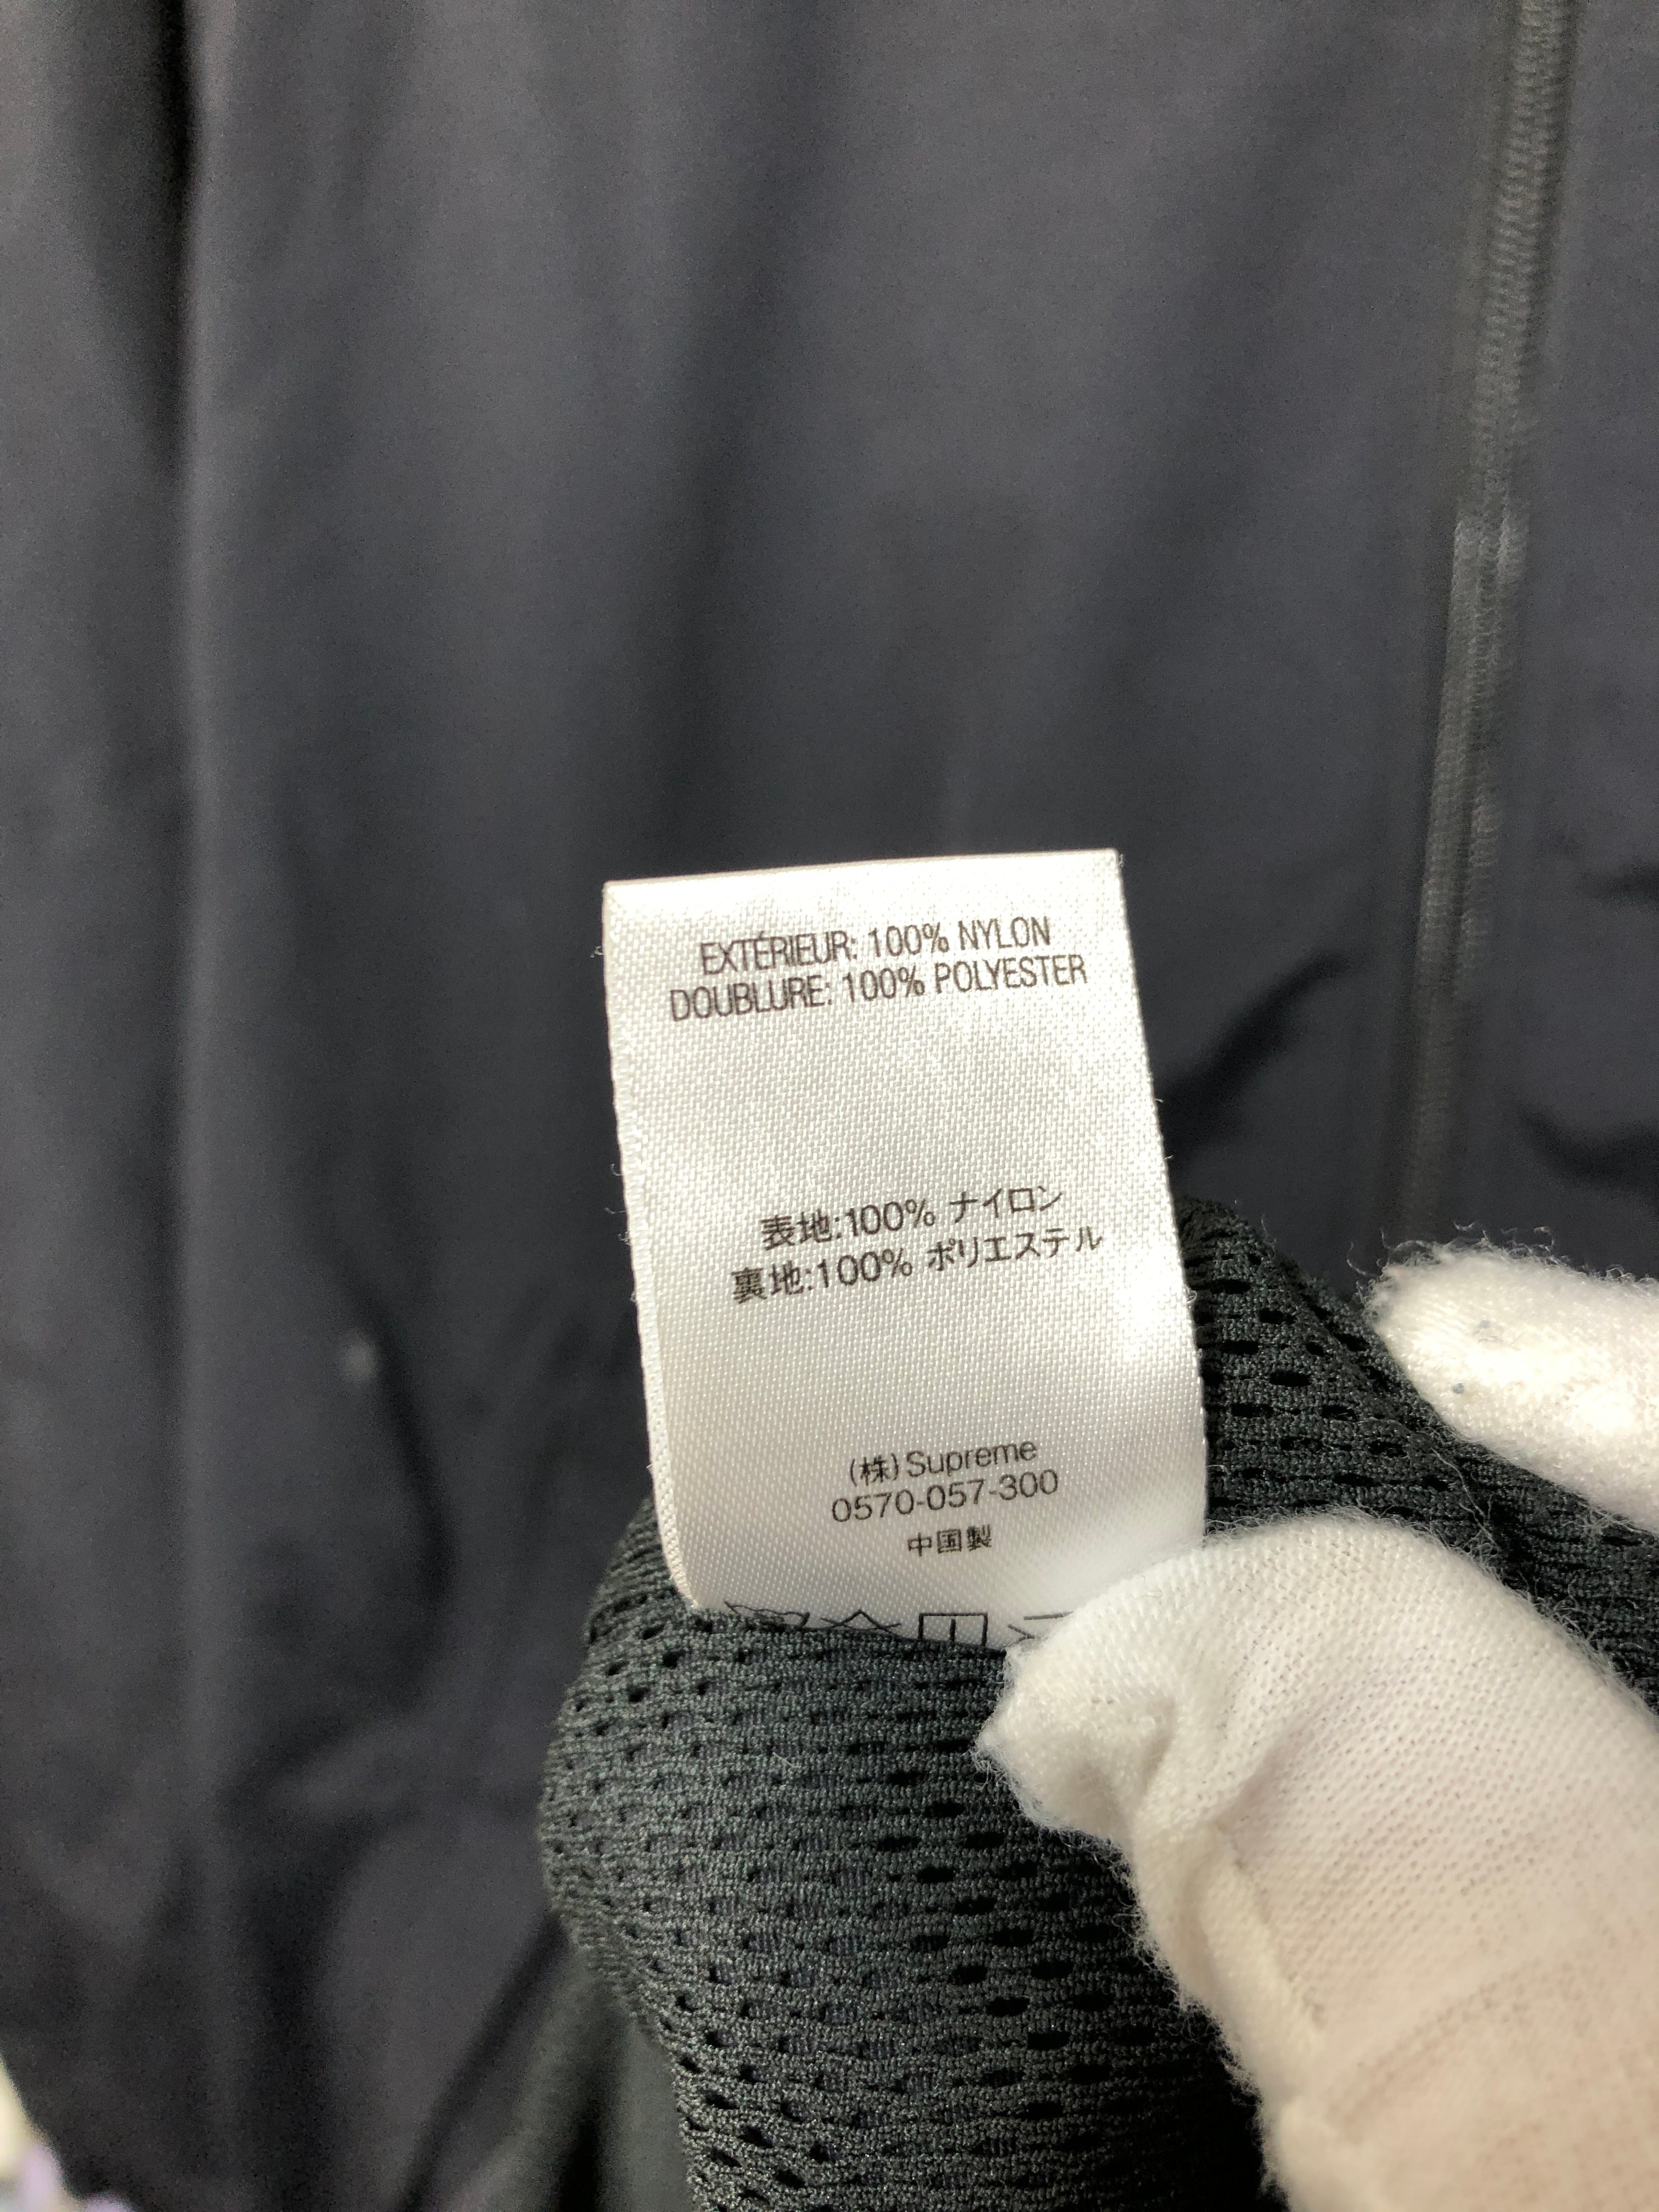 EXTÉRIEUR: 100% NYLON
DOUBLURE: 100% POLYESTER
表地:100% ナイロン
裏地:100% ポリエステル
(株)Supreme
0570-057-300
中国製